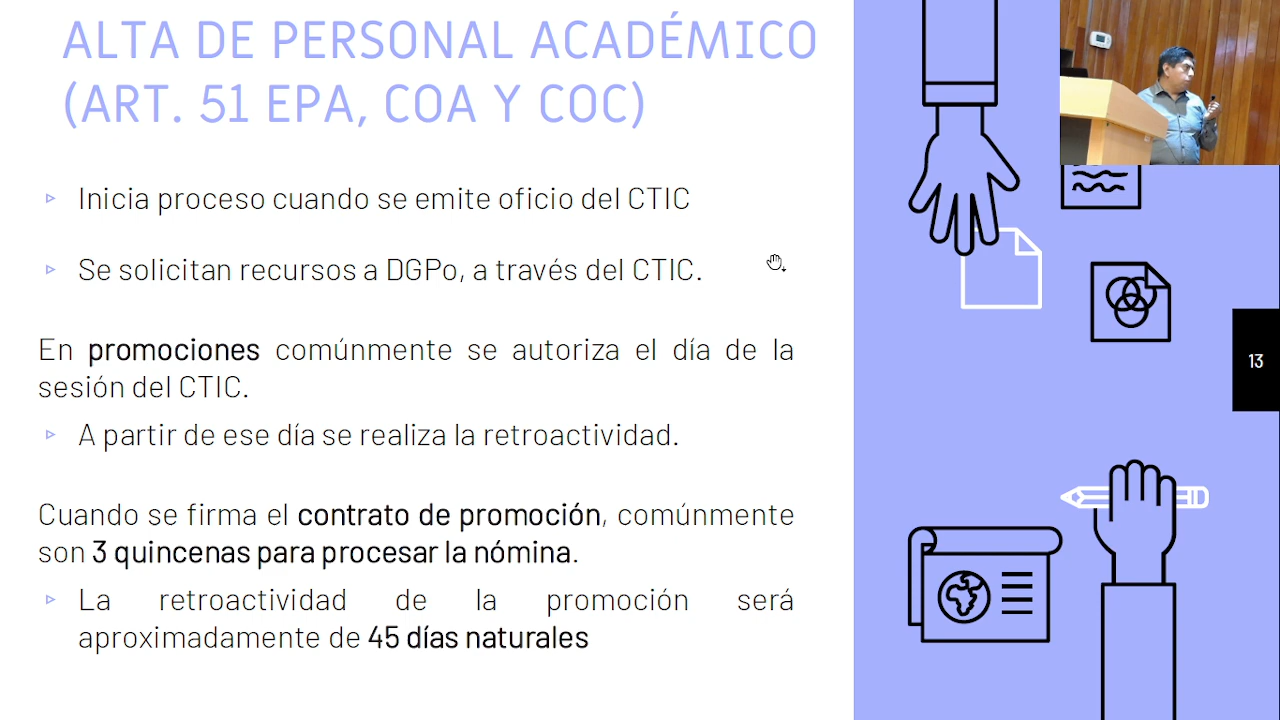 ALTA DE PERSONAL ACADÉMICO
(ART. 51 EPA, COA Y COC)
Inicia proceso cuando se emite oficio del CTIC
Se solicitan recursos a DGPo, a través del CTIC.
En promociones comúnmente se autoriza el día de la
sesión del CTIC.
A partir de ese día se realiza la retroactividad.
Cuando se firma el contrato de promoción, comúnmente
son 3 quincenas para procesar la nómina.
La retroactividad de la promoción será
aproximadamente de 45 días naturales
13